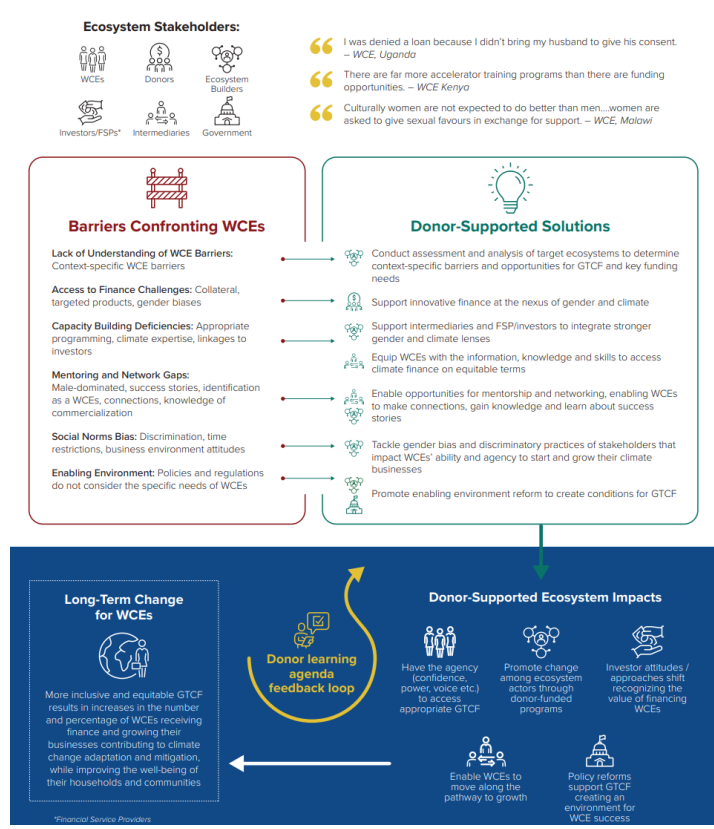 Ecosystem Stakeholders:
WCEs
Donors
Ecosystem
Builders
Investors/FSPs*
Intermediaries
Government
I was denied a loan because I didn't bring my husband to give his consent.
– WCE, Uganda
There are far more accelerator training programs than there are funding
opportunities. – WCE Kenya
Culturally women are not expected to do better than men....women are
asked to give sexual favours in exchange for support. – WCE, Malawi
Barriers Confronting WCEs
Lack of Understanding of WCE Barriers:
Context-specific WCE barriers
Access to Finance Challenges: Collateral,
targeted products, gender biases
Capacity Building Deficiencies: Appropriate
programming, climate expertise, linkages to
investors
Mentoring and Network Gaps:
Male-dominated, success stories, identification
as a WCEs, connections, knowledge of
commercialization
Social Norms Bias: Discrimination, time
restrictions, business environment attitudes
Enabling Environment: Policies and regulations
do not consider the specific needs of WCEs
Donor-Supported Solutions
Conduct assessment and analysis of target ecosystems to determine
context-specific barriers and opportunities for GTCF and key funding
needs
Support innovative finance at the nexus of gender and climate
Support intermediaries and FSP/investors to integrate stronger
gender and climate lenses
Equip WCEs with the information, knowledge and skills to access
climate finance on equitable terms
Enable opportunities for mentorship and networking, enabling WCEs
to make connections, gain knowledge and learn about success
stories
Tackle gender bias and discriminatory practices of stakeholders that
impact WCEs' ability and agency to start and grow their climate
businesses
Promote enabling environment reform to create conditions for GTCF
Long-Term Change
for WCEs
More inclusive and equitable GTCF
results in increases in the number
and percentage of WCEs receiving
finance and growing their
businesses contributing to climate
change adaptation and mitigation,
while improving the well-being of
their households and communities
*Financial Service Providers
Donor learning
agenda
feedback loop
Donor-Supported Ecosystem Impacts
Have the agency
(confidence,
power, voice etc.)
to access
appropriate GTCF
Promote change
among ecosystem
actors through
donor-funded
programs
Investor attitudes /
approaches shift
recognizing the
value of financing
WCEs
Enable WCEs to
move along the
pathway to growth
Policy reforms
support GTCF
creating an
environment for
WCE success